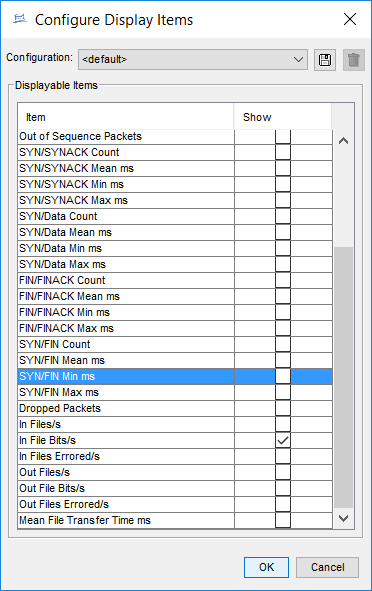 Configure Display Items
Configuration: <default>
Displayable Items
Item Show
Out of Sequence Packets
SYN/SYNACK Count
SYN/SYNACK Mean ms
SYN/SYNACK Min ms
SYN/SYNACK Max ms
SYN/Data Count
SYN/Data Mean ms
SYN/Data Min ms
SYN/Data Max ms
FIN/FINACK Count
FIN/FINACK Mean ms
FIN/FINACK Min ms
FIN/FINACK Max ms
SYN/FIN Count
SYN/FIN Mean ms
SYN/FIN Min ms
SYN/FIN Max ms
Dropped Packets
In Files/s
In File Bits/s
In Files Errored/s
Out Files/s
Out File Bits/s
Out Files Errored/s
Mean File Transfer Time ms
OK Cancel